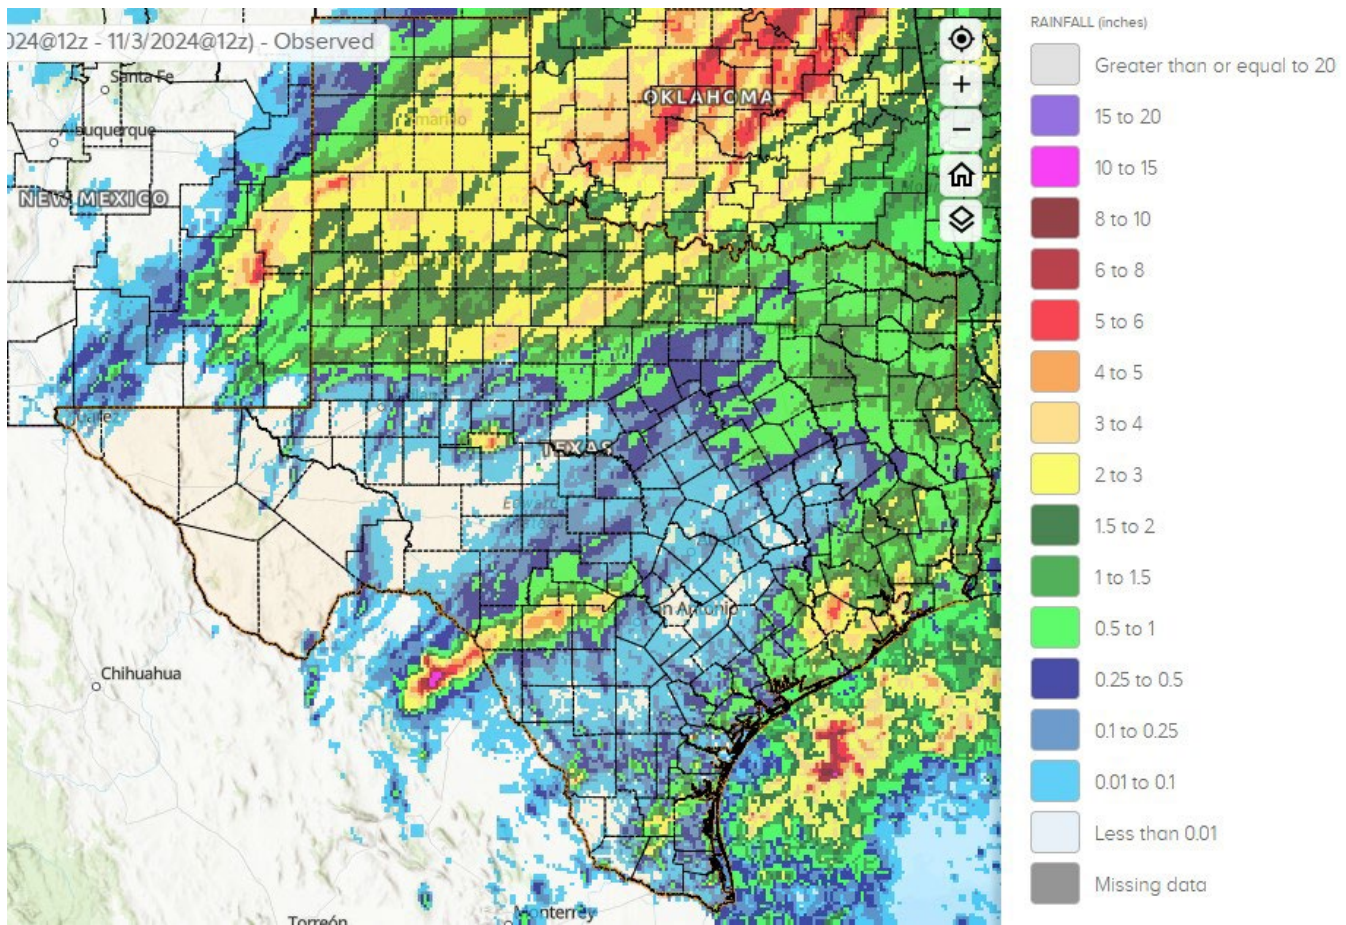 024@12z - 11/3/2024@12z) - Observed
Santa Fe
Albuquerque
NEW MEXICO
OKLAHOMA
TEXAS
San Antonio
Chihuahua
Monterrey
Torreón
+
−
RAINFALL (inches)
Greater than or equal to 20
15 to 20
10 to 15
8 to 10
6 to 8
5 to 6
4 to 5
3 to 4
2 to 3
1.5 to 2
1 to 1.5
0.5 to 1
0.25 to 0.5
0.1 to 0.25
0.01 to 0.1
Less than 0.01
Missing data